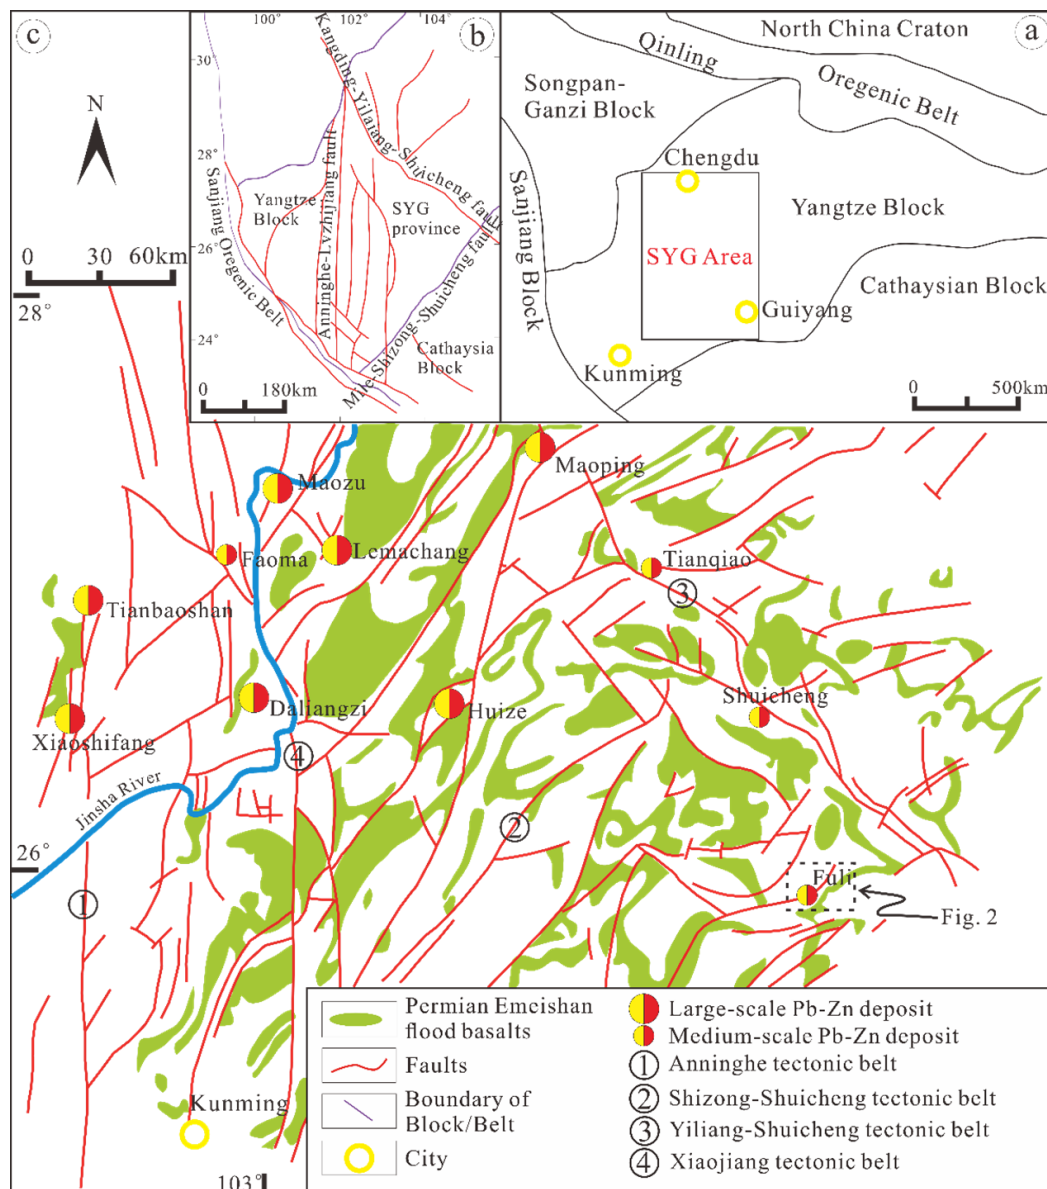 c
N
0 30 60km
28°
100° 102° 104°
b
30°
28°
26°
24°
Kangding-Yilaiang-Shuicheng fault
Anninghe-Lvzhijiang fault
Yangtze
Block
SYG
province
Sanjiang Oregenic Belt
Mile-Shizong-Shuicheng fault
Cathaysia
Block
0 180km
a
North China Craton
Qinling
Oregenic Belt
Songpan-
Ganzi Block
Chengdu
Sanjiang Block
Yangtze Block
SYG Area
Cathaysian Block
Guiyang
Kunming
0 500km
Maoping
Maozu
Faoma
Lemachang
Tianqiao
Tianbaoshan
3
Daliangzi
Huize
Shuicheng
Xiaoshifang
4
Jinsha River
2
26°
Fuli
1
Fig. 2
Kunming
103°
Permian Emeishan
flood basalts
Faults
Boundary of
Block/Belt
City
Large-scale Pb-Zn deposit
Medium-scale Pb-Zn deposit
1 Anninghe tectonic belt
2 Shizong-Shuicheng tectonic belt
3 Yiliang-Shuicheng tectonic belt
4 Xiaojiang tectonic belt